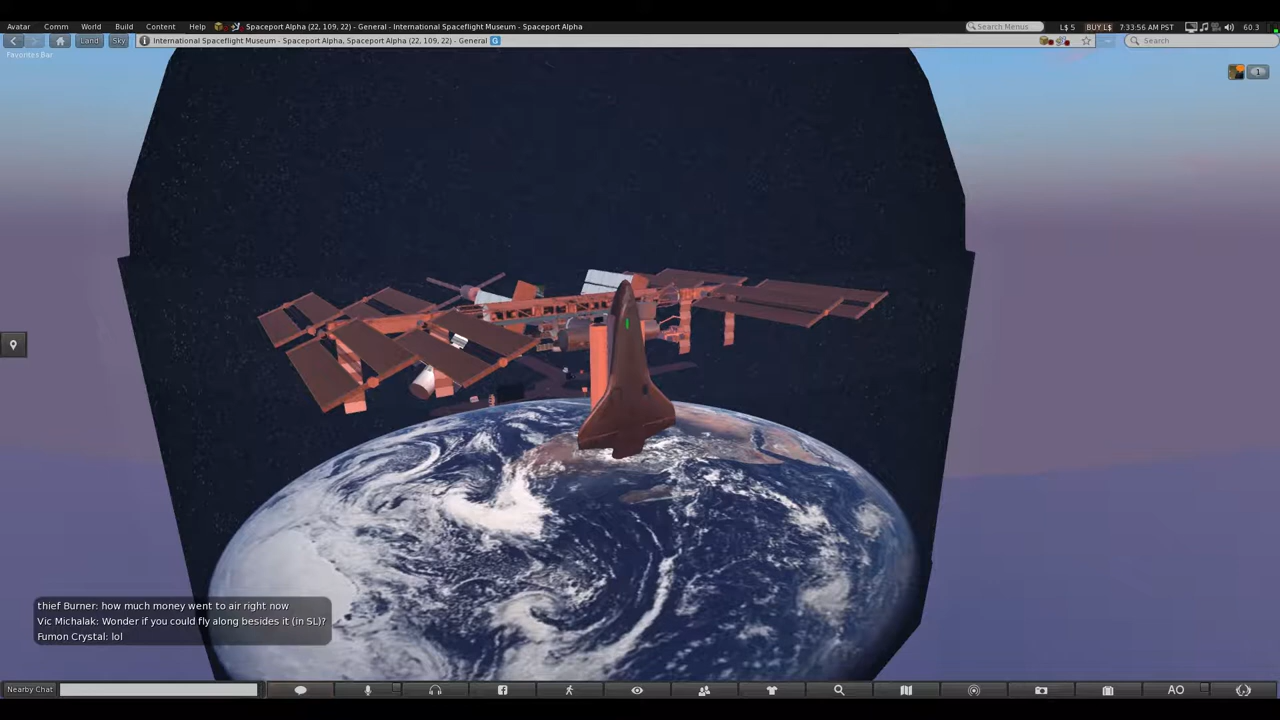 Avatar Comm World Build Content Help Spaceport Alpha (22, 109, 22) - General - International Spaceflight Museum - Spaceport Alpha Search Menus L$ 5 BUY L$ 7:33:56 AM PST 60.3
Land Sky International Spaceflight Museum - Spaceport Alpha, Spaceport Alpha (22, 109, 22) - General G Search
Favorites Bar
1
thief Burner: how much money went to air right now
Vic Michalak: Wonder if you could fly along besides it (in SL)?
Fumon Crystal: lol
Nearby Chat AO